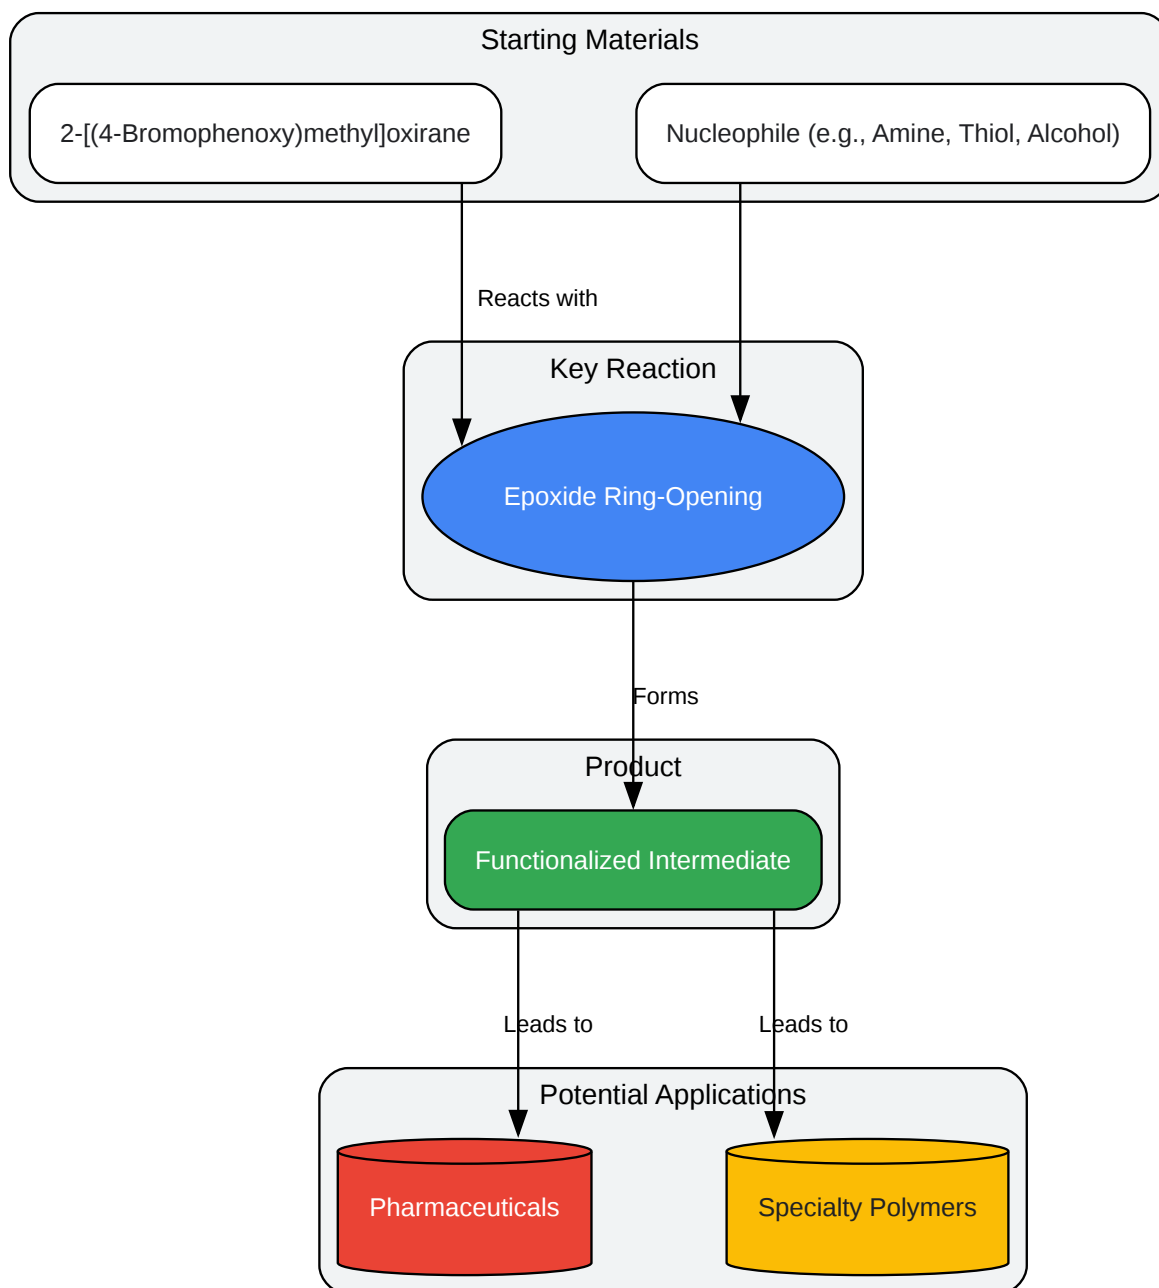 Starting Materials
2-[(4-Bromophenoxy)methyl]oxirane
Nucleophile (e.g., Amine, Thiol, Alcohol)
Reacts with
Key Reaction
Epoxide Ring-Opening
Forms
Product
Functionalized Intermediate
Leads to
Leads to
Potential Applications
Pharmaceuticals
Specialty Polymers